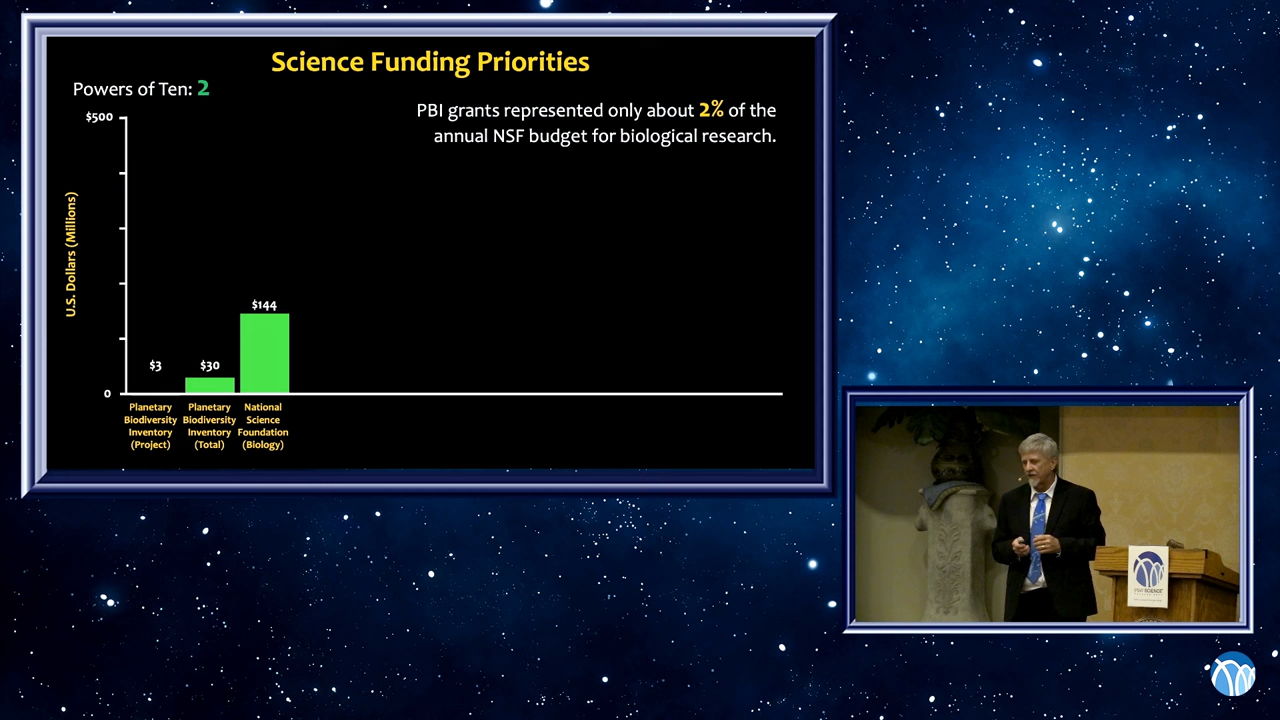 Science Funding Priorities
Powers of Ten: 2
PBI grants represented only about 2% of the
annual NSF budget for biological research.
$500
U.S. Dollars (Millions)
$144
$3
$30
0
Planetary
Biodiversity
Inventory
(Project)
Planetary
Biodiversity
Inventory
(Total)
National
Science
Foundation
(Biology)
PSW SCIENCE